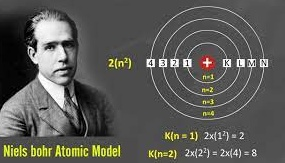 2(n²) 4 3 2 1 + K L M N
n=1
n=2
n=3
n=4
K(n = 1) 2x(1²) = 2
K(n=2) 2x(2²) = 2x(4) = 8
Niels bohr Atomic Model